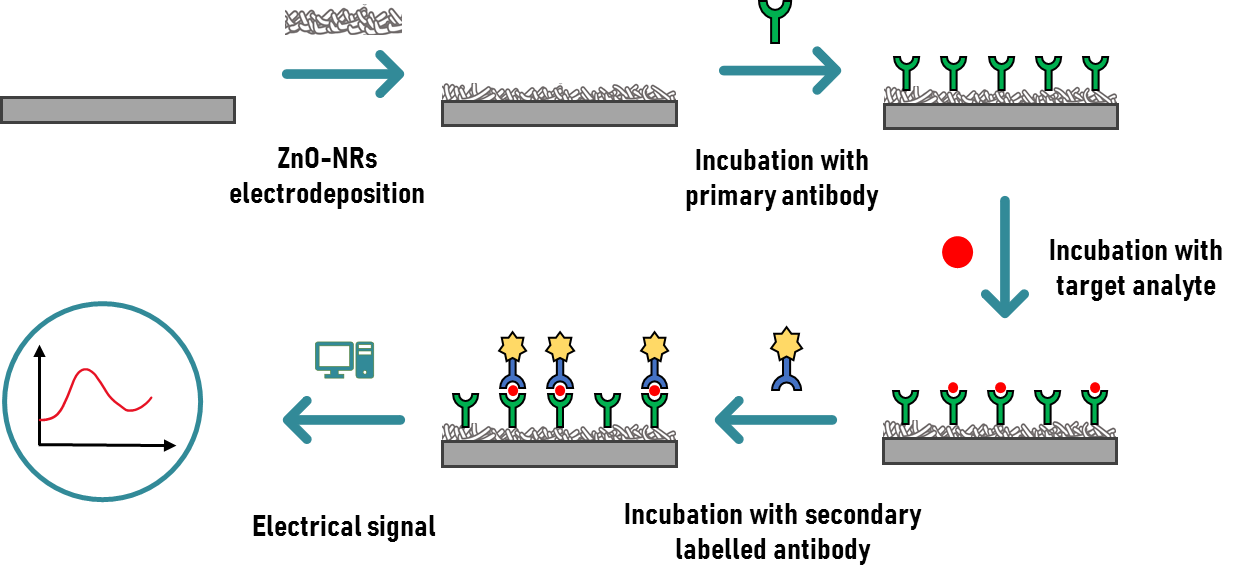 ZnO-NRs
electrodeposition
Incubation with
primary antibody
Incubation with
target analyte
Incubation with secondary
labelled antibody
Electrical signal